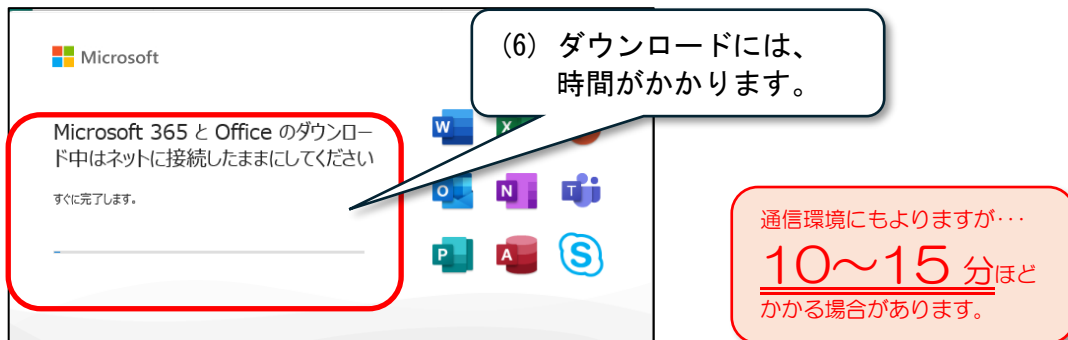 Microsoft
(6) ダウンロードには、
時間がかかります。
Microsoft 365 と Office のダウンロー
ド中はネットに接続したままにしてください
すぐに完了します。
W
X
O
N
T
P
A
S
通信環境にもよりますが･･･
10～15 分ほど
かかる場合があります。